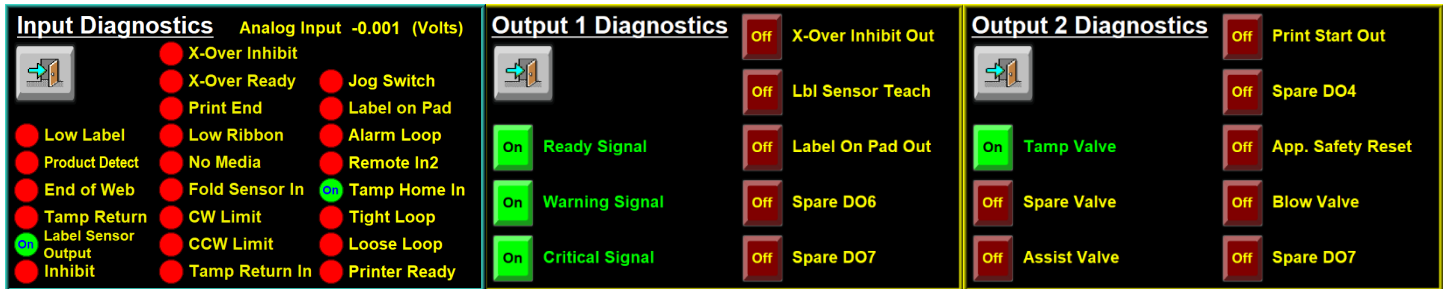 Input Diagnostics
Analog Input -0.001 (Volts)
X-Over Inhibit
X-Over Ready
Jog Switch
Print End
Label on Pad
Low Label
Low Ribbon
Alarm Loop
Product Detect
No Media
Remote In2
End of Web
Fold Sensor In
On Tamp Home In
Tamp Return
CW Limit
Tight Loop
On Label Sensor
Output
CCW Limit
Loose Loop
Inhibit
Tamp Return In
Printer Ready
Output 1 Diagnostics
Off X-Over Inhibit Out
Off Lbl Sensor Teach
On Ready Signal
Off Label On Pad Out
On Warning Signal
Off Spare DO6
On Critical Signal
Off Spare DO7
Output 2 Diagnostics
Off Print Start Out
Off Spare DO4
On Tamp Valve
Off App. Safety Reset
Off Spare Valve
Off Blow Valve
Off Assist Valve
Off Spare DO7